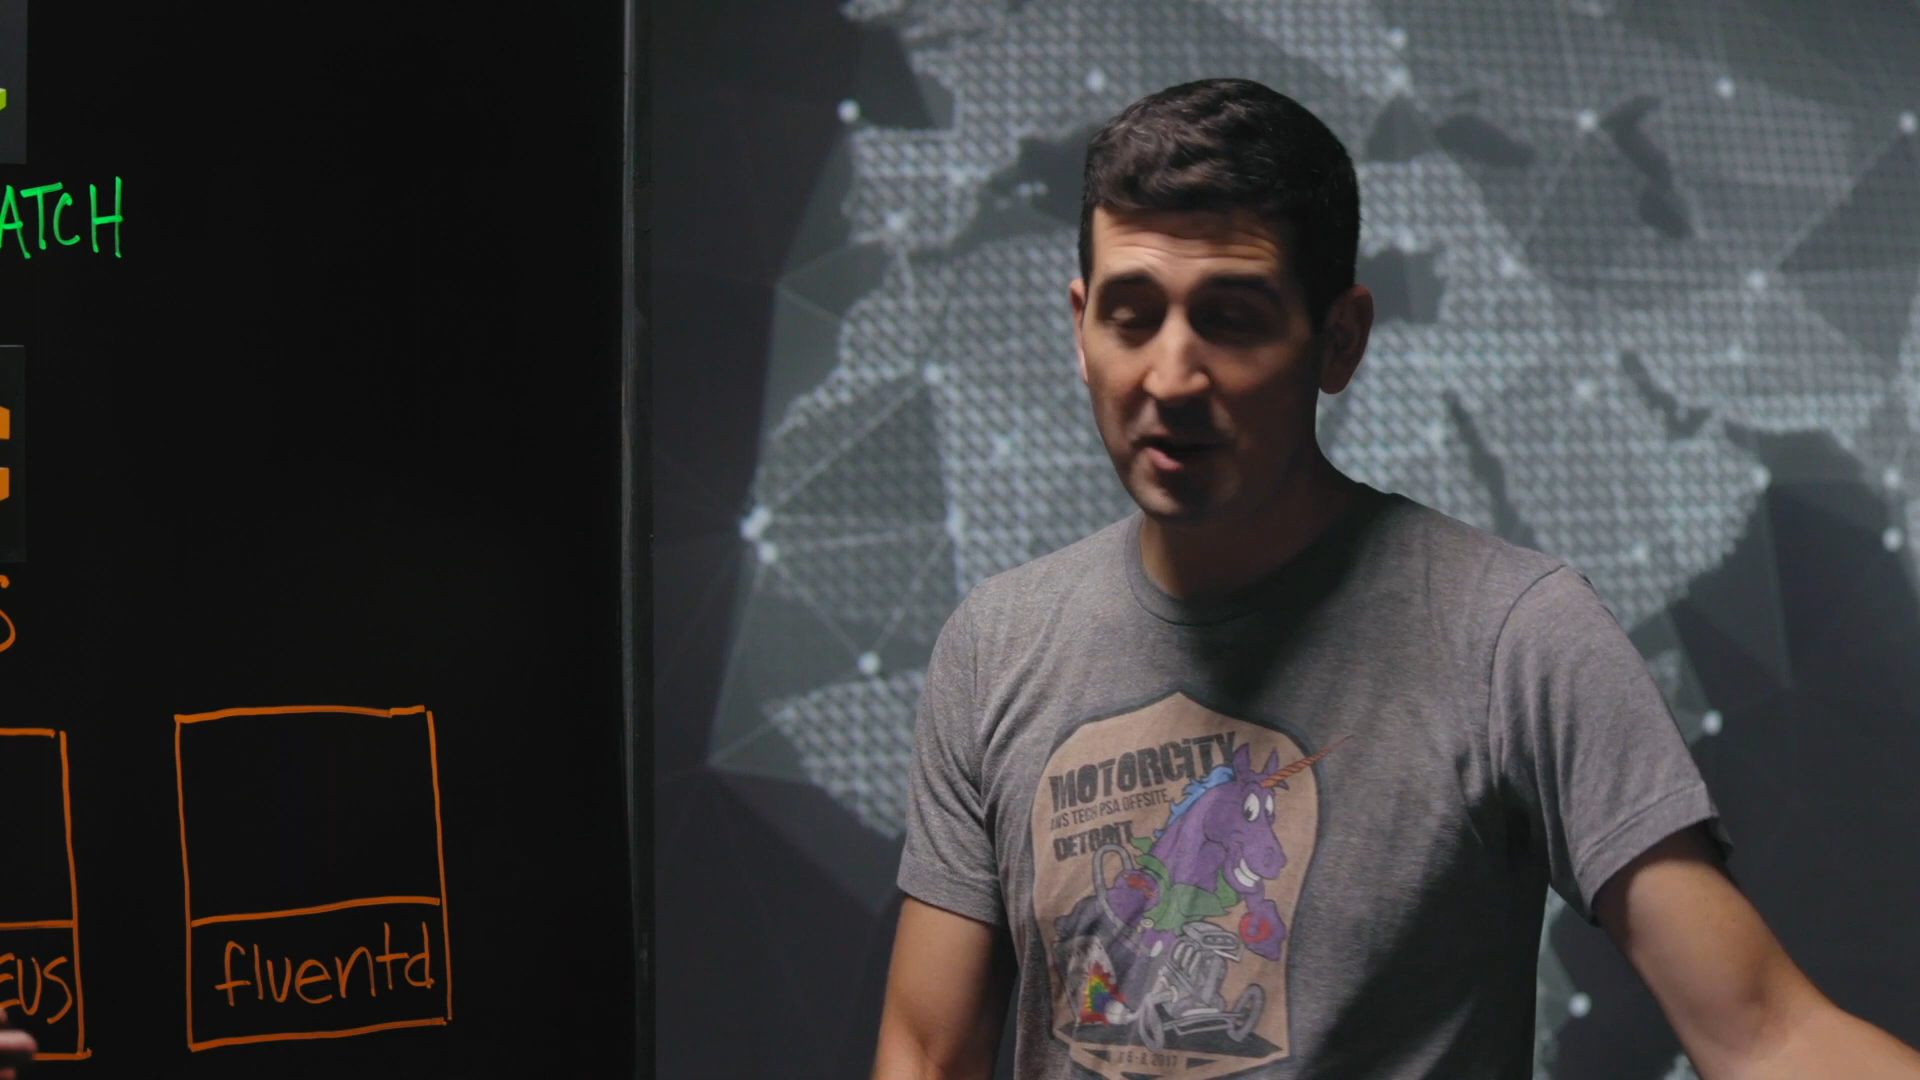 ATCH
S
EUS
fluentd
MOTORCITY
AWS TECH PSA OFFSITE
DETROIT